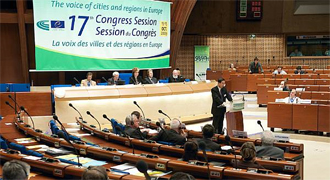 The voice of cities and regions in Europe
17th Congress Session
Session du Congrès
La voix des villes et des régions en Europe